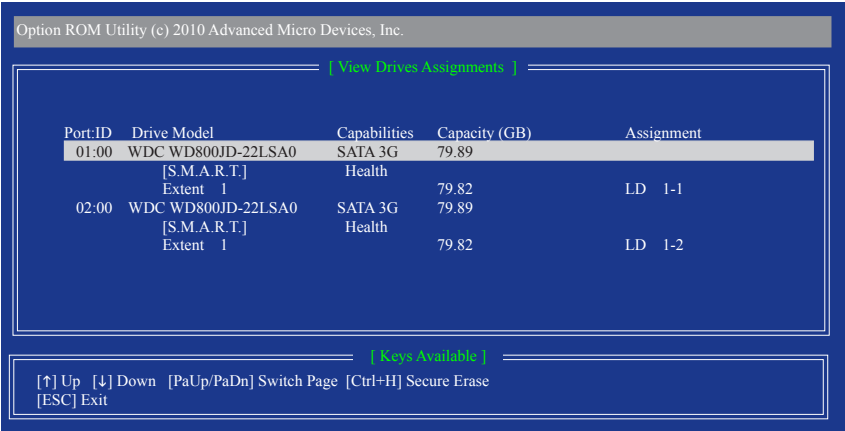 Option ROM Utility (c) 2010 Advanced Micro Devices, Inc.
[ View Drives Assignments ]
Port:ID Drive Model Capabilities Capacity (GB) Assignment
01:00 WDC WD800JD-22LSA0 SATA 3G 79.89
[S.M.A.R.T.] Health
Extent 1 79.82 LD 1-1
02:00 WDC WD800JD-22LSA0 SATA 3G 79.89
[S.M.A.R.T.] Health
Extent 1 79.82 LD 1-2
[ Keys Available ]
[↑] Up [↓] Down [PaUp/PaDn] Switch Page [Ctrl+H] Secure Erase
[ESC] Exit